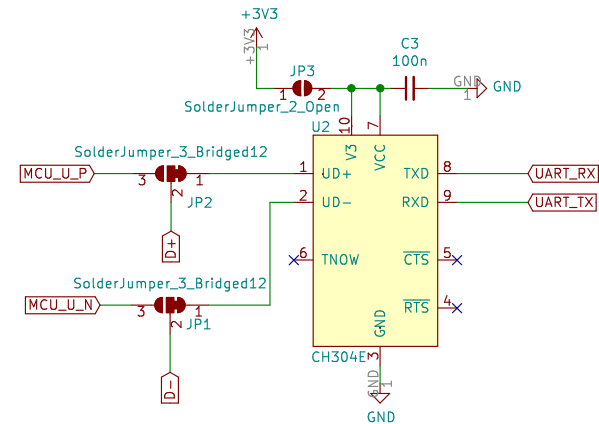 +3V3
+3V3
1
C3
100n
JP3
1
2
SolderJumper_2_Open
GND
1
GND
U2
10
7
V3
VCC
SolderJumper_3_Bridged12
MCU_U_P
3
1
2
JP2
1
UD+
TXD
8
UART_RX
2
UD-
RXD
9
UART_TX
D+
6
TNOW
CTS
5
SolderJumper_3_Bridged12
MCU_U_N
3
1
2
JP1
RTS
4
GND
CH304E
3
GND
1
D-
GND